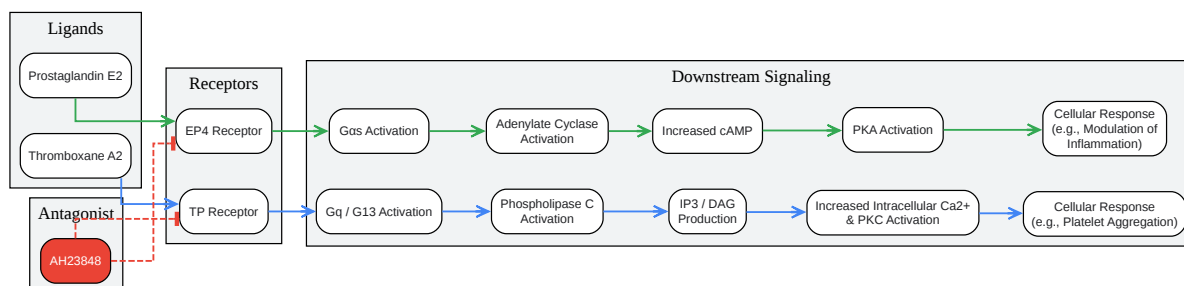 Ligands
Prostaglandin E2
Thromboxane A2
Antagonist
AH23848
Receptors
EP4 Receptor
TP Receptor
Downstream Signaling
Gαs Activation
Adenylate Cyclase
Activation
Increased cAMP
PKA Activation
Cellular Response
(e.g., Modulation of
Inflammation)
Gq / G13 Activation
Phospholipase C
Activation
IP3 / DAG
Production
Increased Intracellular Ca2+
& PKC Activation
Cellular Response
(e.g., Platelet Aggregation)